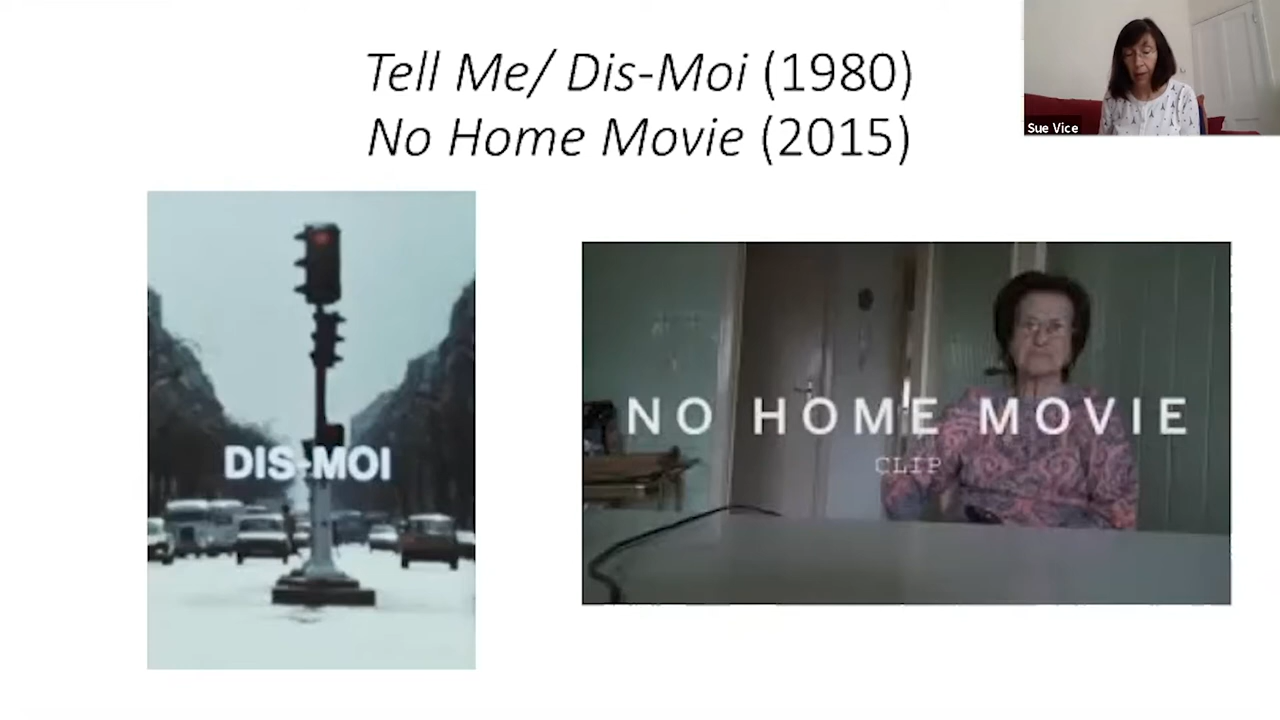 Tell Me/ Dis-Moi (1980)
No Home Movie (2015)
Sue Vice
DIS-MOI
NO HOME MOVIE
CLIP